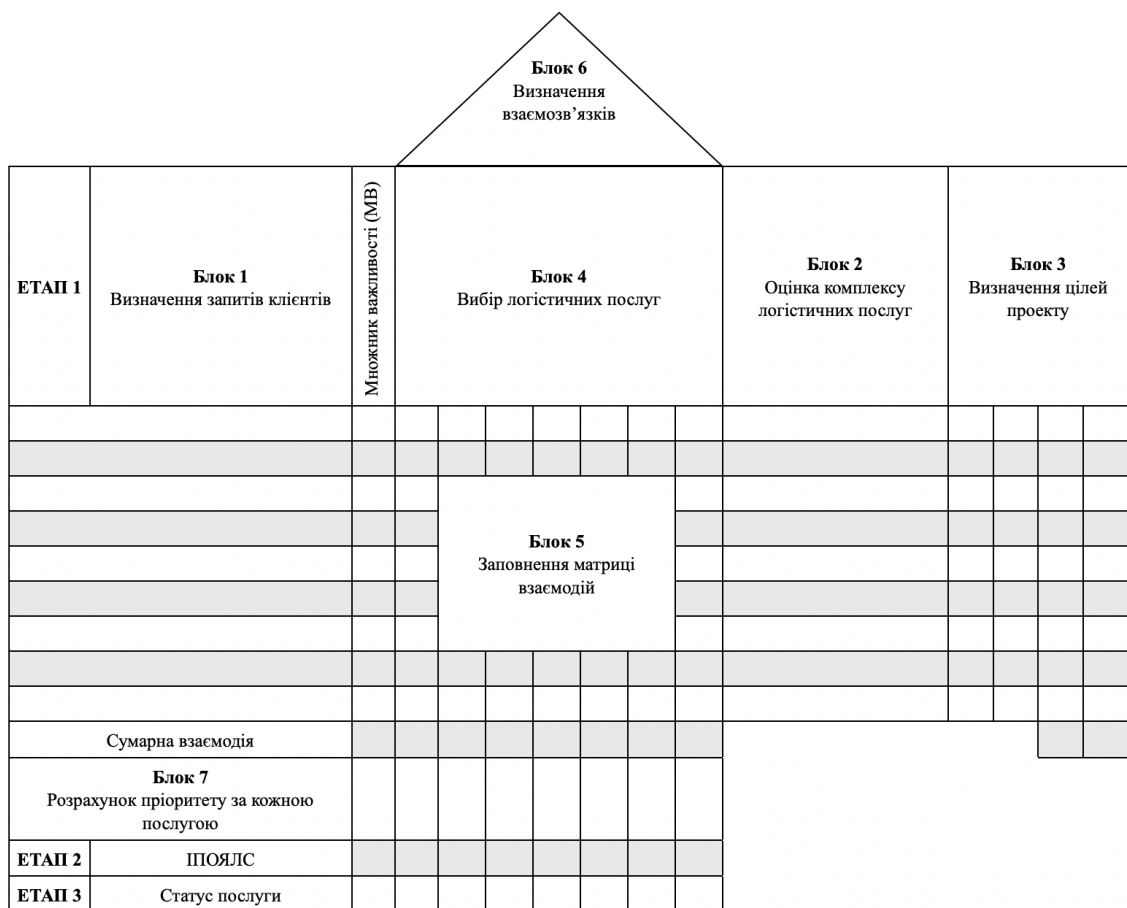 Блок 6
Визначення
взаємозв’язків
ЕТАП 1
Блок 1
Визначення запитів клієнтів
Множник важливості (МВ)
Блок 4
Вибір логістичних послуг
Блок 2
Оцінка комплексу
логістичних послуг
Блок 3
Визначення цілей
проекту
Блок 5
Заповнення матриці
взаємодій
Сумарна взаємодія
Блок 7
Розрахунок пріоритету за кожною
послугою
ЕТАП 2
ІПОЯЛС
ЕТАП 3
Статус послуги